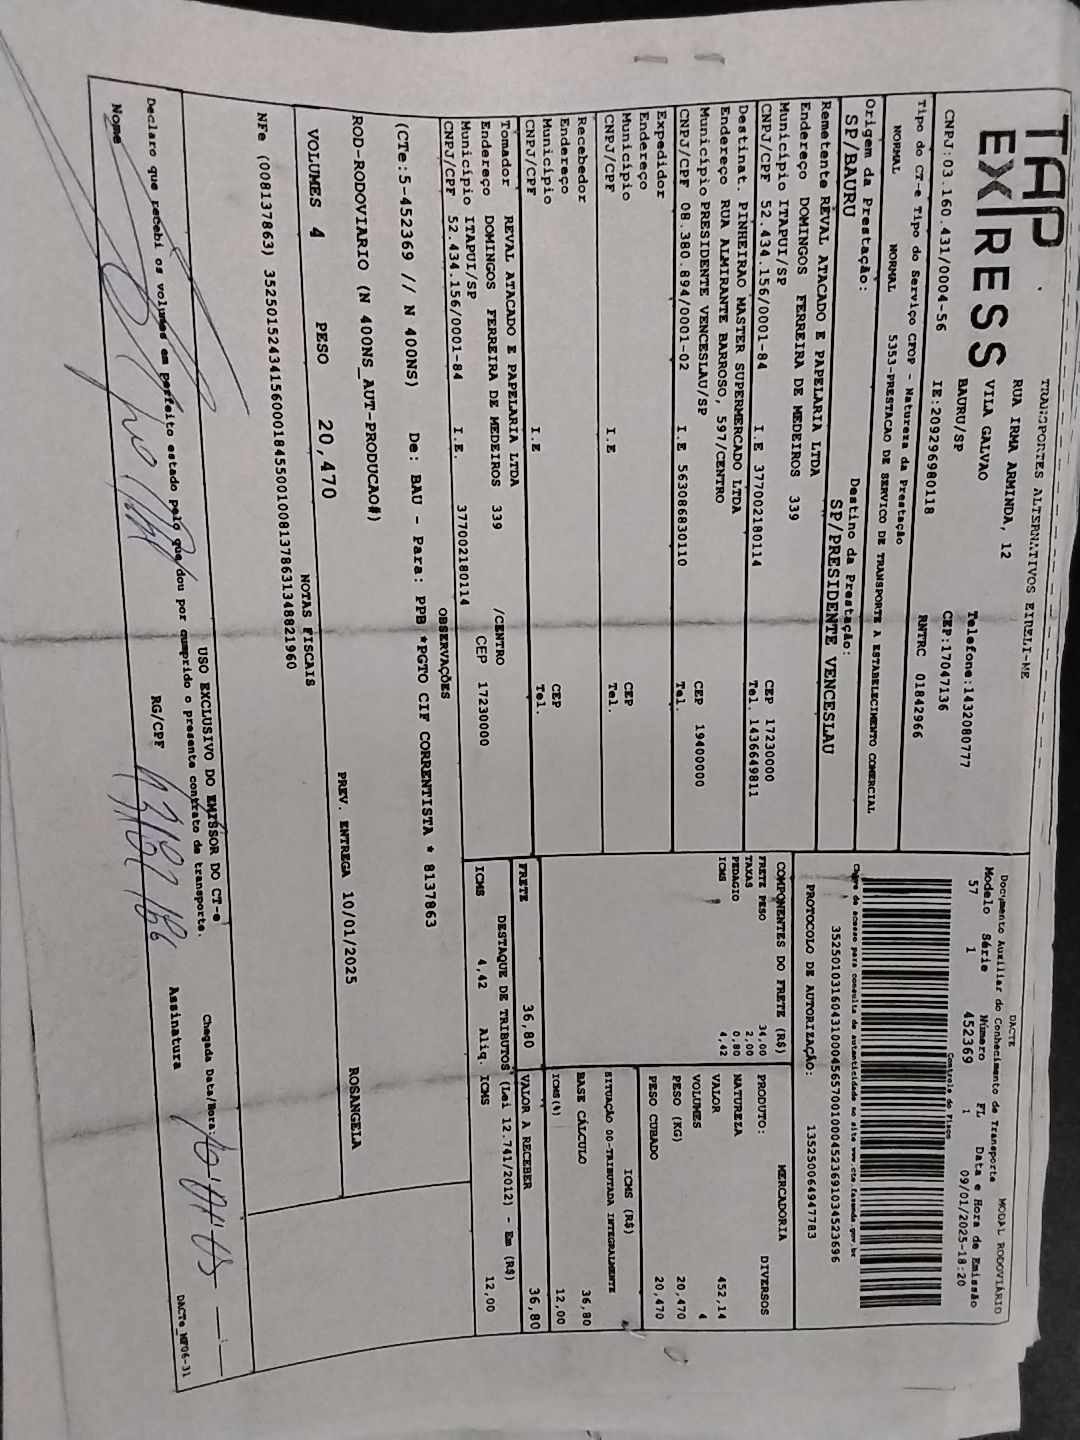 TAP EXPRESS
TRANSPORTES ALTERNATIVOS EIRELI-ME
RUA IRMA ARMINDA, 12
VILA GALVAO
BAURU/SP
Telefone:1432080777
CEP:17047136
CNPJ:03.160.431/0004-56 IE:209296980118 RNTRC 01842966
DACTE MODAL RODOVIÁRIO
Documento Auxiliar do Conhecimento de Transporte
Modelo Série Número FL Data e Hora de Emissão
57 1 452369 1 09/01/2025-18:20
Controle do Fisco
Chave de acesso para consulta de autenticidade no site www.cte.fazenda.gov.br
35250103160431000456570010004523691034523696
PROTOCOLO DE AUTORIZAÇÃO: 135250064947783
Tipo do CT-e Tipo do Serviço CFOP - Natureza da Prestação
NORMAL NORMAL 5353-PRESTACAO DE SERVICO DE TRANSPORTE A ESTABELECIMENTO COMERCIAL
Origem da Prestação: Destino da Prestação:
SP/BAURU SP/PRESIDENTE VENCESLAU
Remetente REVAL ATACADO E PAPELARIA LTDA
Endereço DOMINGOS FERREIRA DE MEDEIROS 339
Município ITAPUI/SP CEP 17230000
CNPJ/CPF 52.434.156/0001-84 I.E 377002180114 Tel. 1436649811
Destinat. PINHEIRAO MASTER SUPERMERCADO LTDA
Endereço RUA ALMIRANTE BARROSO, 597/CENTRO
Município PRESIDENTE VENCESLAU/SP CEP 19400000
CNPJ/CPF 08.380.894/0001-02 I.E 563086830110 Tel.
Expedidor
Endereço
Município CEP
CNPJ/CPF I.E Tel.
Recebedor
Endereço
Município CEP
CNPJ/CPF I.E Tel.
Tomador REVAL ATACADO E PAPELARIA LTDA
Endereço DOMINGOS FERREIRA DE MEDEIROS 339 /CENTRO
Município ITAPUI/SP CEP 17230000
CNPJ/CPF 52.434.156/0001-84 I.E. 377002180114
COMPONENTES DO FRETE (R$)
FRETE PESO 34,00
TAXAS 2,00
PEDAGIO 0,80
ICMS 4,42
FRETE 36,80
PRODUTO: MERCADORIA DIVERSOS
NATUREZA
VALOR 452,14
VOLUMES 4
PESO (KG) 20,470
PESO CUBADO 20,470
ICMS (R$)
SITUAÇÃO 00-TRIBUTADA INTEGRALMENTE
BASE CÁLCULO 36,80
ICMS(%) 12,00
VALOR A RECEBER 36,80
DESTAQUE DE TRIBUTOS (Lei 12.741/2012) - Em (R$)
ICMS 4,42 Aliq. ICMS 12,00
OBSERVAÇÕES
(CTe:5-452369 // N 400NS) De: BAU - Para: PPB *PGTO CIF CORRENTISTA * 8137863
ROD-RODOVIARIO (N 400NS_AUT-PRODUCAO#) ROSANGELA
VOLUMES 4 PESO 20,470 PREV. ENTREGA 10/01/2025
NOTAS FISCAIS
NFe (008137863) 35250152434156000184550010081378631348821960
USO EXCLUSIVO DO EMISSOR DO CT-e
Declaro que recebi os volumes em perfeito estado pelo que dou por cumprido o presente contrato de transporte.
Chegada Data/Hora:
Nome RG/CPF Assinatura
DACTe_MF06-31